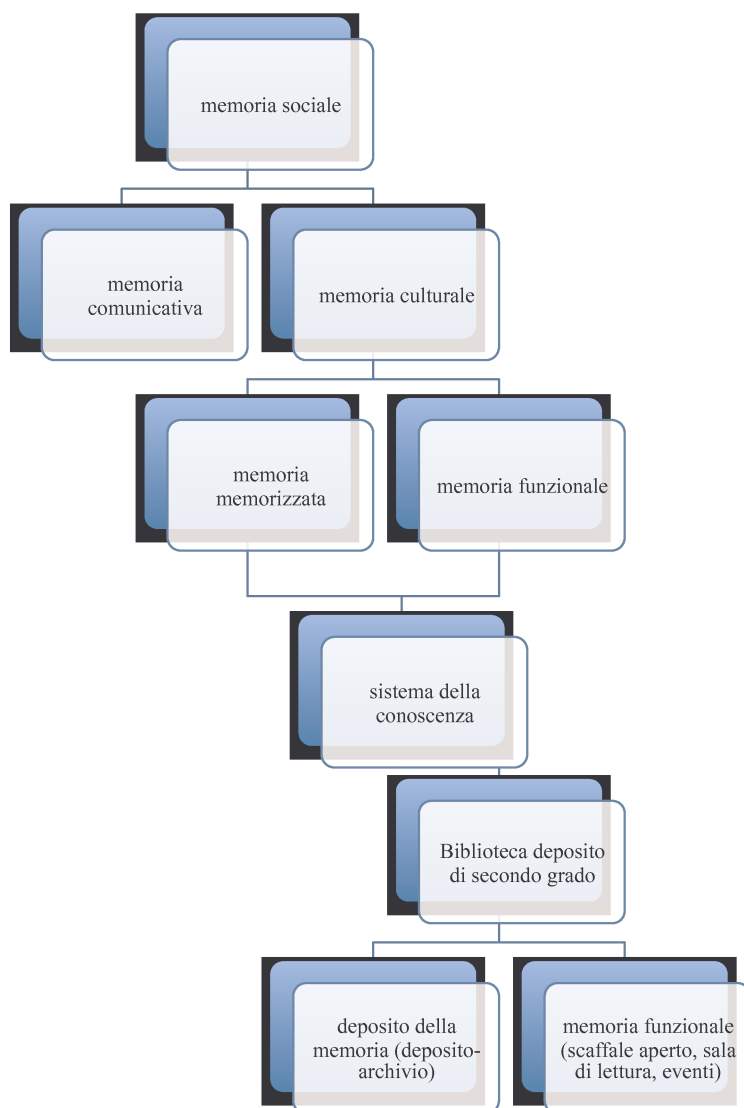 memoria sociale
memoria
comunicativa
memoria culturale
memoria
memorizzata
memoria funzionale
sistema della
conoscenza
Biblioteca deposito
di secondo grado
deposito della
memoria (deposito-
archivio)
memoria funzionale
(scaffale aperto, sala
di lettura, eventi)